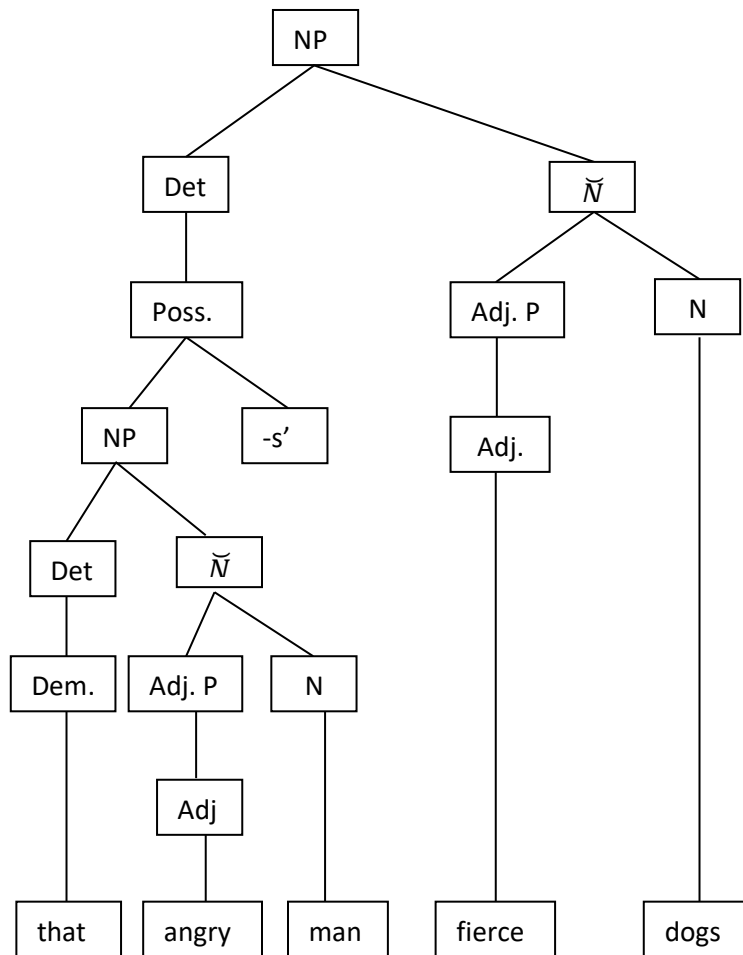 NP
Det N̆
Poss. Adj. P N
NP -s’ Adj.
Det N̆
Dem. Adj. P N
Adj
that angry man fierce dogs